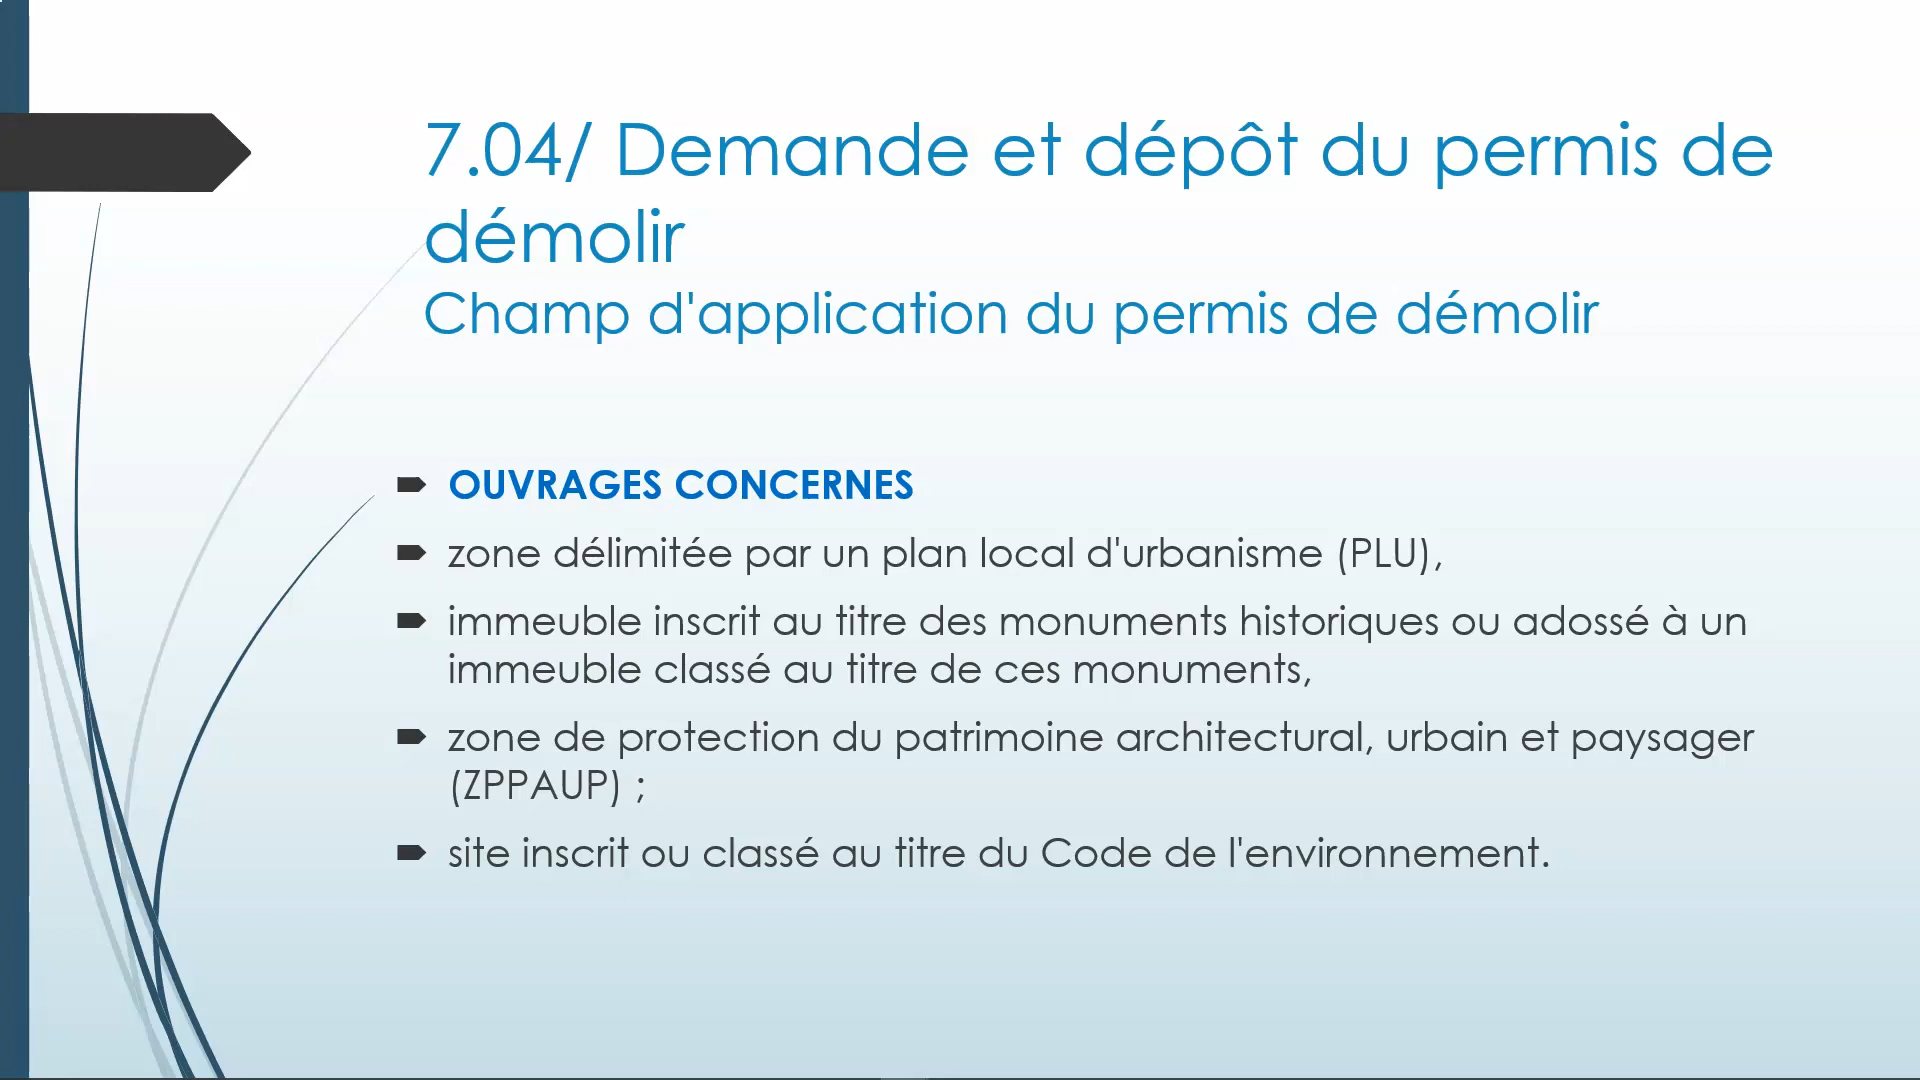 7.04/ Demande et dépôt du permis de
démolir
Champ d'application du permis de démolir
OUVRAGES CONCERNES
zone délimitée par un plan local d'urbanisme (PLU),
immeuble inscrit au titre des monuments historiques ou adossé à un
immeuble classé au titre de ces monuments,
zone de protection du patrimoine architectural, urbain et paysager
(ZPPAUP) ;
site inscrit ou classé au titre du Code de l'environnement.